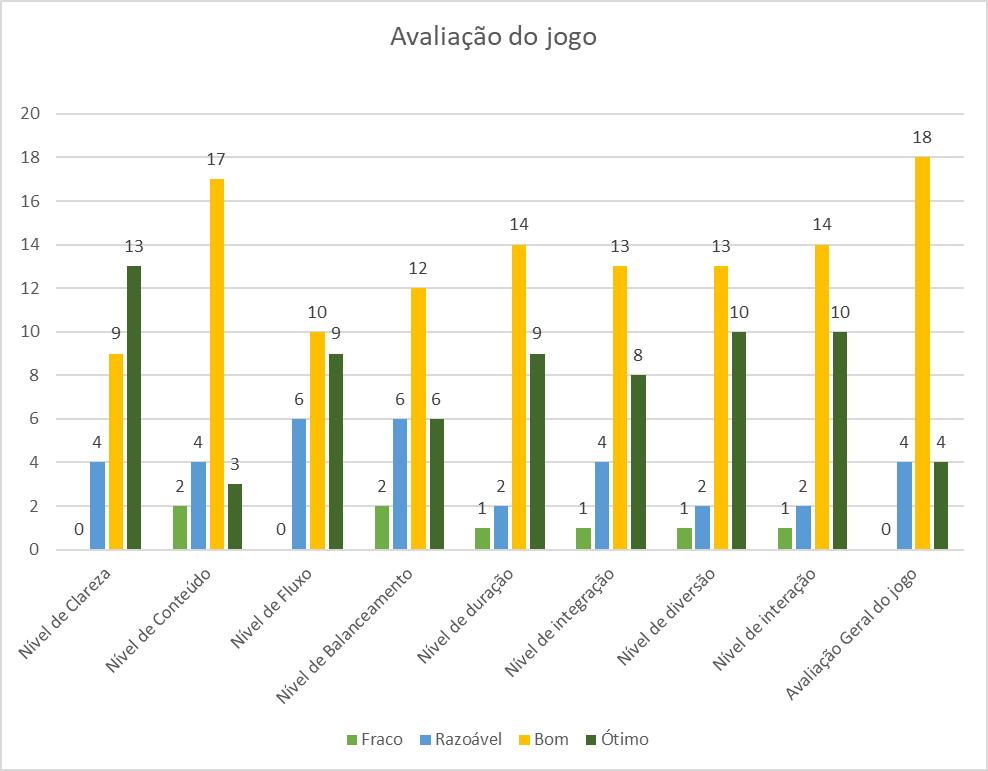 Avaliação do jogo
20
18
16
14
12
10
8
6
4
2
0
0 4 9 13
2 4 17 3
0 6 10 9
2 6 12 6
1 2 14 9
1 4 13 8
1 2 13 10
1 2 14 10
0 4 18 4
Nível de Clareza
Nível de Conteúdo
Nível de Fluxo
Nível de Balanceamento
Nível de duração
Nível de integração
Nível de diversão
Nível de interação
Avaliação Geral do jogo
Fraco Razoável Bom Ótimo